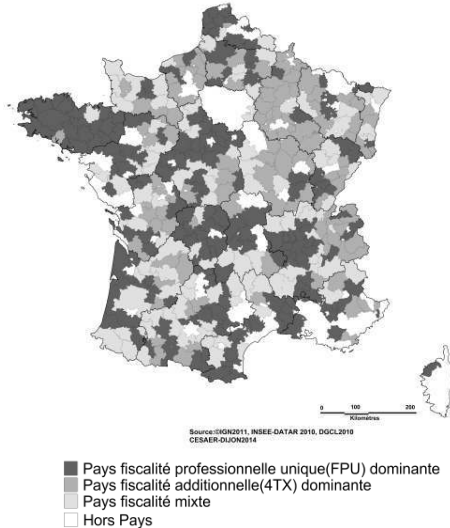 0 100 200
Kilomètres
Source:©IGN2011, INSEE-DATAR 2010, DGCL2010
CESAER-DIJON2014
Pays fiscalité professionnelle unique(FPU) dominante
Pays fiscalité additionnelle(4TX) dominante
Pays fiscalité mixte
Hors Pays